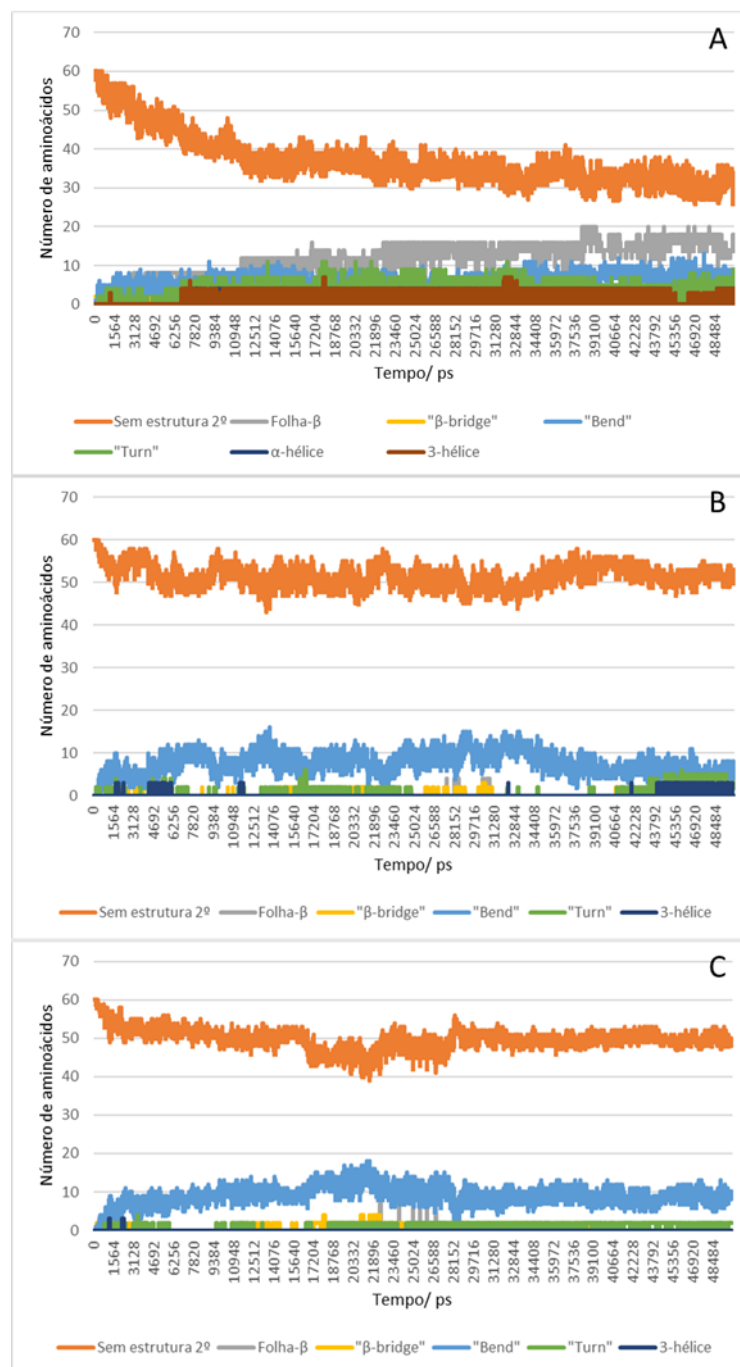 A
70
60
50
40
30
20
10
0
Número de aminoácidos
0 1564 3128 4692 6256 7820 9384 10948 12512 14076 15640 17204 18768 20332 21896 23460 25024 26588 28152 29716 31280 32844 34408 35972 37536 39100 40664 42228 43792 45356 46920 48484
Tempo/ ps
Sem estrutura 2º Folha-β "β-bridge" "Bend"
"Turn" α-hélice 3-hélice
B
70
60
50
40
30
20
10
0
Número de aminoácidos
0 1564 3128 4692 6256 7820 9384 10948 12512 14076 15640 17204 18768 20332 21896 23460 25024 26588 28152 29716 31280 32844 34408 35972 37536 39100 40664 42228 43792 45356 46920 48484
Tempo/ ps
Sem estrutura 2º Folha-β "β-bridge" "Bend" "Turn" 3-hélice
C
70
60
50
40
30
20
10
0
Número de aminoácidos
0 1564 3128 4692 6256 7820 9384 10948 12512 14076 15640 17204 18768 20332 21896 23460 25024 26588 28152 29716 31280 32844 34408 35972 37536 39100 40664 42228 43792 45356 46920 48484
Tempo/ ps
Sem estrutura 2º Folha-β "β-bridge" "Bend" "Turn" 3-hélice